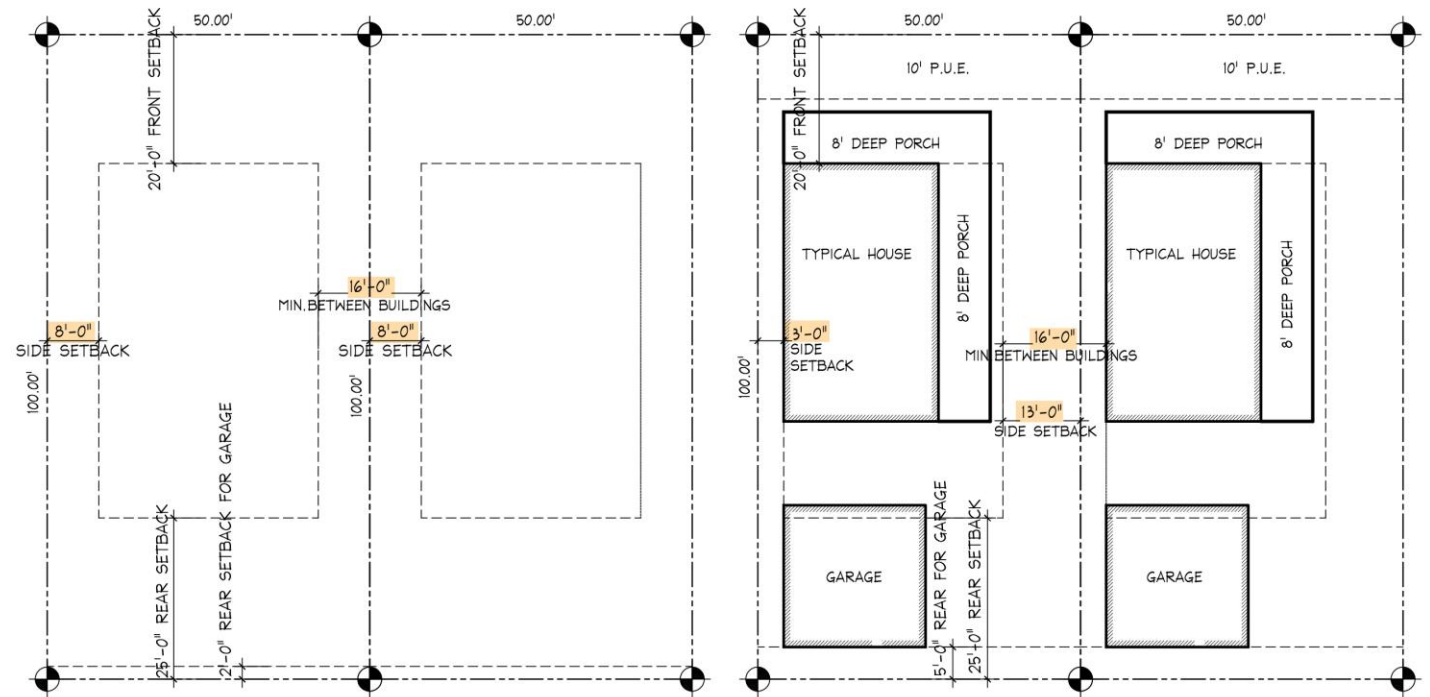 50.00'
50.00'
20'-0" FRONT SETBACK
16'-0"
MIN. BETWEEN BUILDINGS
8'-0"
SIDE SETBACK
8'-0"
SIDE SETBACK
100.00'
100.00'
25'-0" REAR SETBACK
2'-0" REAR SETBACK FOR GARAGE
50.00'
50.00'
20'-0" FRONT SETBACK
10' P.U.E.
10' P.U.E.
8' DEEP PORCH
8' DEEP PORCH
TYPICAL HOUSE
8' DEEP PORCH
TYPICAL HOUSE
8' DEEP PORCH
3'-0"
SIDE
SETBACK
16'-0"
MIN BETWEEN BUILDINGS
100.00'
13'-0"
SIDE SETBACK
5'-0" REAR FOR GARAGE
25'-0" REAR SETBACK
GARAGE
GARAGE